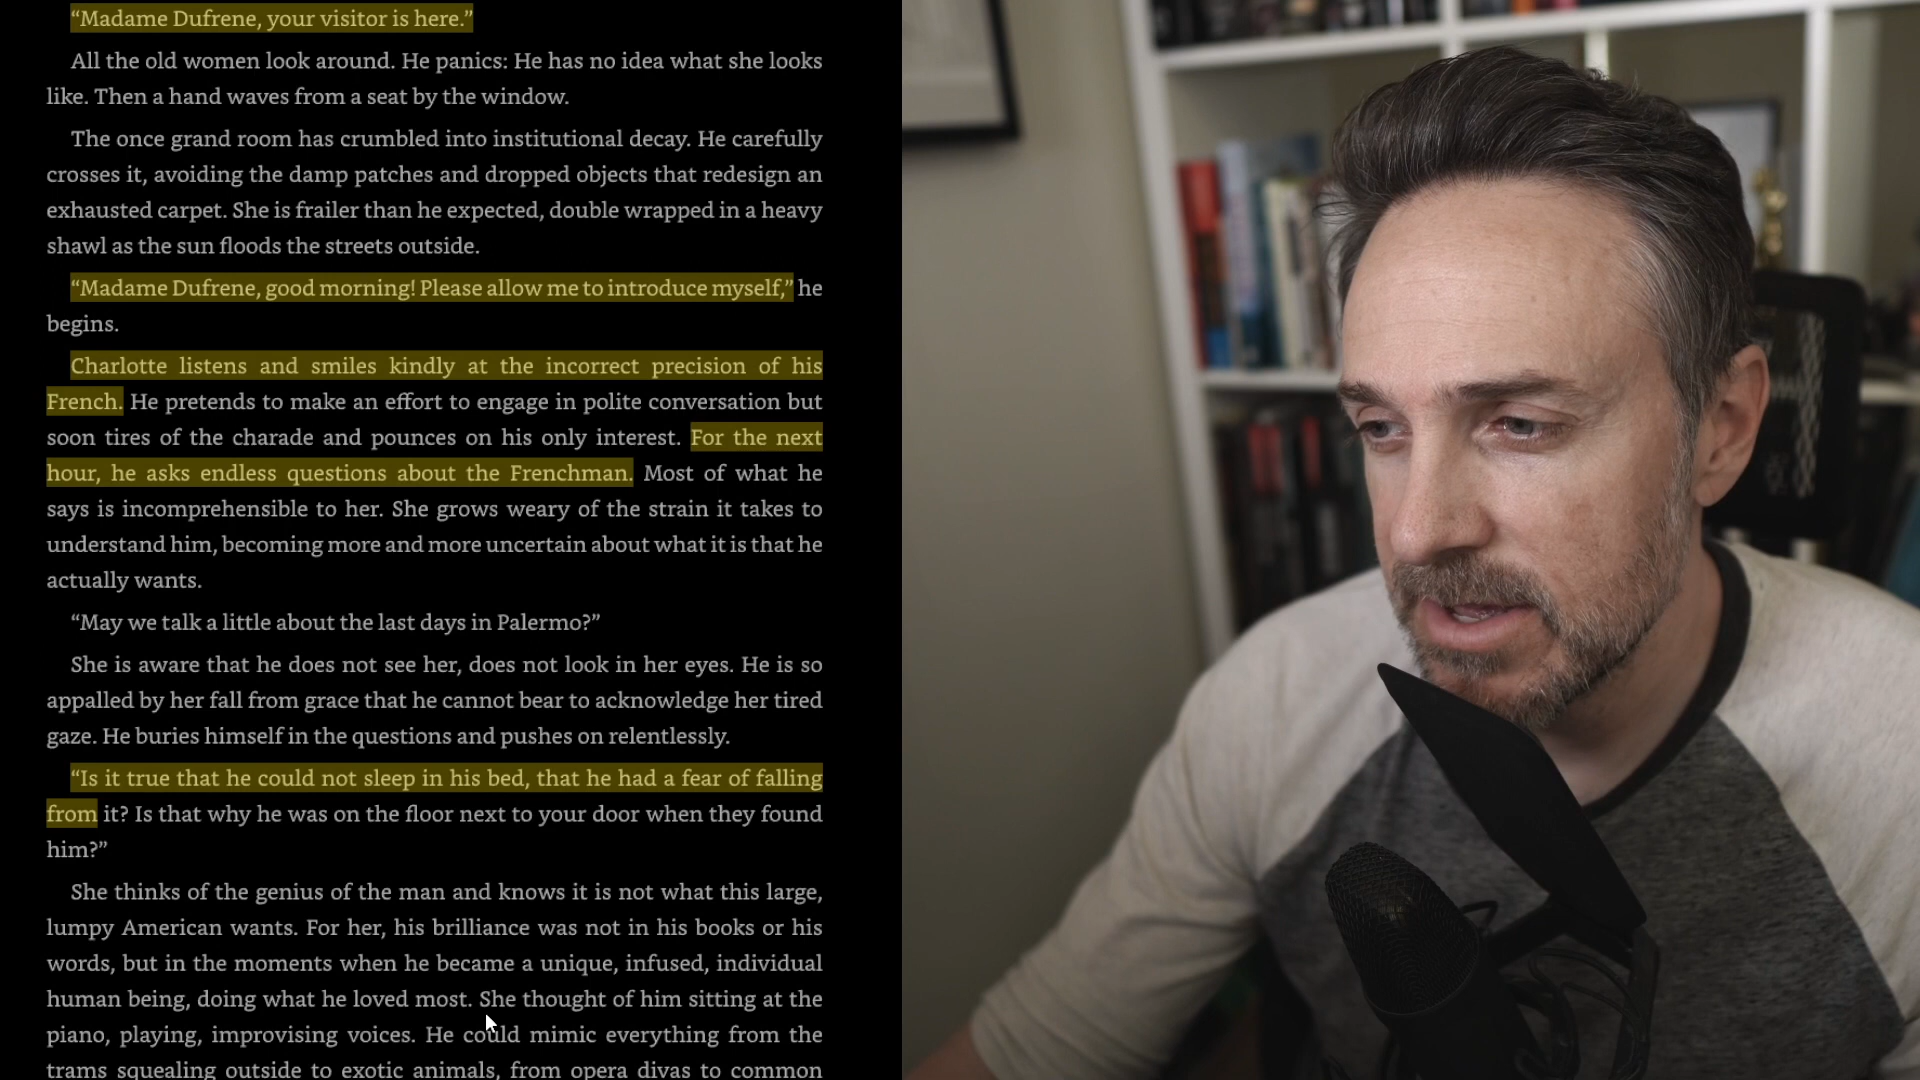 “Madame Dufrene, your visitor is here.”
All the old women look around. He panics: He has no idea what she looks
like. Then a hand waves from a seat by the window.
The once grand room has crumbled into institutional decay. He carefully
crosses it, avoiding the damp patches and dropped objects that redesign an
exhausted carpet. She is frailer than he expected, double wrapped in a heavy
shawl as the sun floods the streets outside.
“Madame Dufrene, good morning! Please allow me to introduce myself,” he
begins.
Charlotte listens and smiles kindly at the incorrect precision of his
French. He pretends to make an effort to engage in polite conversation but
soon tires of the charade and pounces on his only interest. For the next
hour, he asks endless questions about the Frenchman. Most of what he
says is incomprehensible to her. She grows weary of the strain it takes to
understand him, becoming more and more uncertain about what it is that he
actually wants.
“May we talk a little about the last days in Palermo?”
She is aware that he does not see her, does not look in her eyes. He is so
appalled by her fall from grace that he cannot bear to acknowledge her tired
gaze. He buries himself in the questions and pushes on relentlessly.
“Is it true that he could not sleep in his bed, that he had a fear of falling
from it? Is that why he was on the floor next to your door when they found
him?”
She thinks of the genius of the man and knows it is not what this large,
lumpy American wants. For her, his brilliance was not in his books or his
words, but in the moments when he became a unique, infused, individual
human being, doing what he loved most. She thought of him sitting at the
piano, playing, improvising voices. He could mimic everything from the
trams squealing outside to exotic animals, from opera divas to common